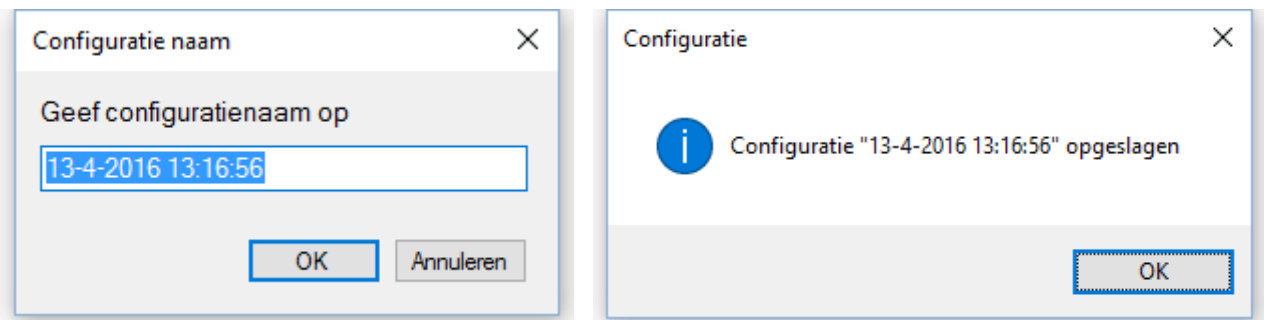 Configuratie naam
Geef configuratienaam op
13-4-2016 13:16:56
OK
Annuleren
Configuratie
Configuratie "13-4-2016 13:16:56" opgeslagen
OK